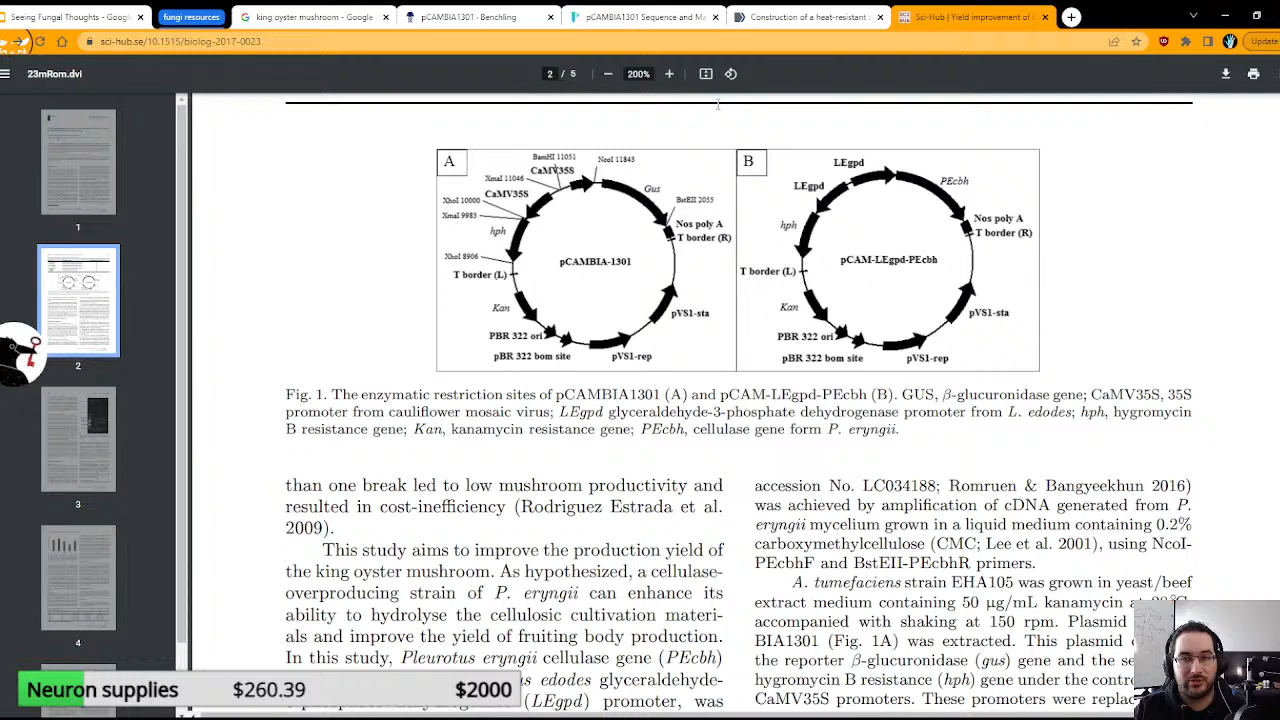 Seeing Fungal Thoughts - Google
fungi resources
king oyster mushroom - Google
pCAMBIA1301 - Benchling
pCAMBIA1301 Sequence and Ma
Construction of a heat-resistant
Sci-Hub | Yield improvement of
sci-hub.se/10.1515/biolog-2017-0023
Update
23mRom.dvi
2 / 5
200%
1
2
3
4
A
BamHI 11051
NcoI 11843
CaMV35S
XmaI 11046
CaMV35S
Gus
XhoI 10000
BstEII 2055
XmaI 9983
Nos poly A
hph
T border (R)
XhoI 8906
pCAMBIA-1301
T border (L)
Kan
pVS1-sta
PBR 322 ori
pBR 322 bom site
pVS1-rep
B
LEgpd
PEcbh
LEgpd
Nos poly A
hph
T border (R)
pCAM-LEgpd-PEcbh
T border (L)
Kan
pVS1-sta
PBR 322 ori
pBR 322 bom site
pVS1-rep
Fig. 1. The enzymatic restriction sites of pCAMBIA1301 (A) and pCAM-LEgpd-PEcbh (B). GUS, β-glucuronidase gene; CaMV35S, 35S
promoter from cauliflower mosaic virus; LEgpd glyceraldehyde-3-phosphate dehydrogenase promoter from L. edodes; hph, hygromycin
B resistance gene; Kan, kanamycin resistance gene; PEcbh, cellulase gene form P. eryngii.
than one break led to low mushroom productivity and
resulted in cost-inefficiency (Rodriguez Estrada et al.
2009).
This study aims to improve the production yield of
the king oyster mushroom. As hypothesized, a cellulase-
overproducing strain of P. eryngii can enhance its
ability to hydrolyse the cellulosic cultivation materi-
als and improve the yield of fruiting body production.
In this study, Pleurotus eryngii cellulase gene (PEcbh)
edodes glyceraldehyde-
(LEgpd) promoter, was
accession No. LC034188; Romruen & Bangyeekhun 2016)
was achieved by amplification of cDNA generated from P.
eryngii mycelium grown in a liquid medium containing 0.2%
carboxymethylcellulose (CMC; Lee et al. 2001), using NcoI-
PEcbhF and BstEII-PEcbhR primers.
A. tumefaciens strain EHA105 was grown in yeast/beef
extract medium containing 50 μg/mL kanamycin at
accompanied with shaking at 150 rpm. Plasmid
BIA1301 (Fig. 1A) was extracted. This plasmid
the reporter β-glucuronidase (gus) gene and the
hygromycin B resistance (hph) gene under the
CaMV35S promoters. These promoters were
Neuron supplies $260.39 $2000